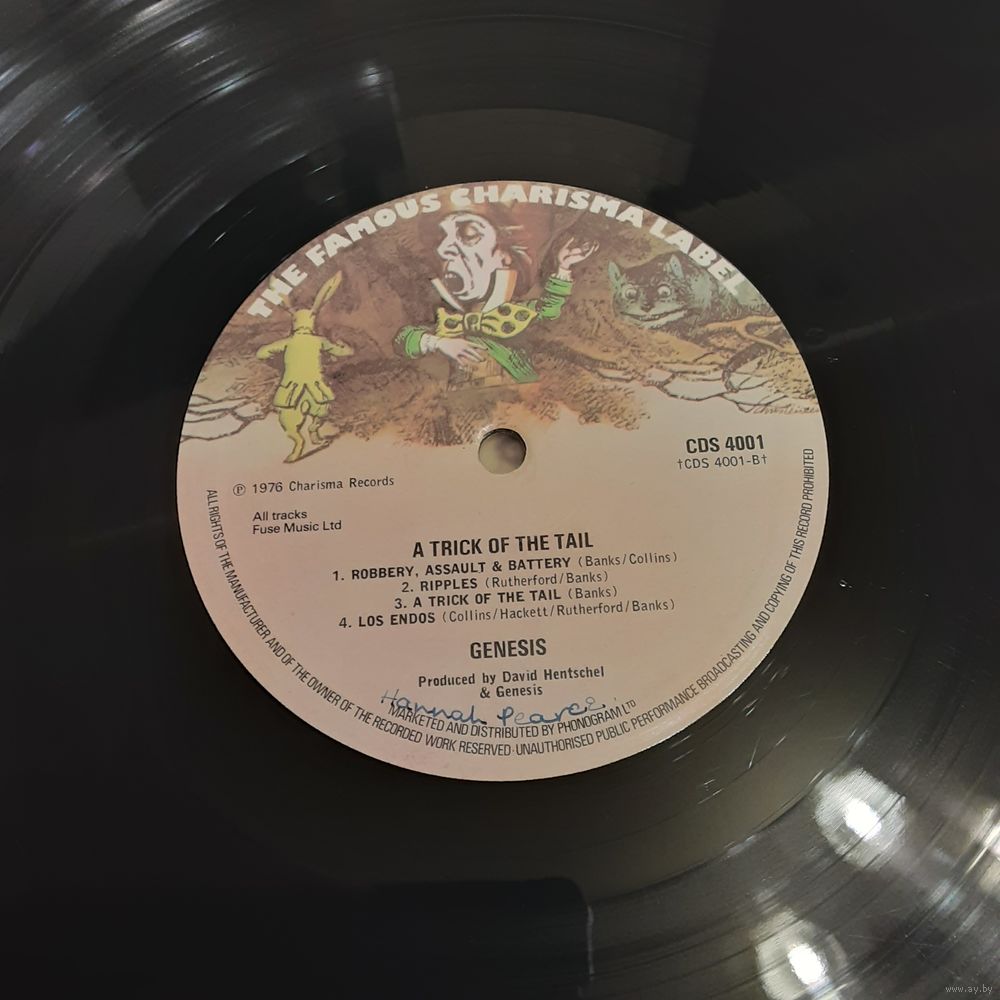 THE FAMOUS CHARISMA LABEL
CDS 4001
†CDS 4001-B†
℗ 1976 Charisma Records
All tracks
Fuse Music Ltd
A TRICK OF THE TAIL
1. ROBBERY, ASSAULT & BATTERY (Banks/Collins)
2. RIPPLES (Rutherford/Banks)
3. A TRICK OF THE TAIL (Banks)
4. LOS ENDOS (Collins/Hackett/Rutherford/Banks)
GENESIS
Produced by David Hentschel
& Genesis
Hannah Pearce
MARKETED AND DISTRIBUTED BY PHONOGRAM LTD
ALL RIGHTS OF THE MANUFACTURER AND OF THE OWNER OF THE RECORDED WORK RESERVED·UNAUTHORISED PUBLIC PERFORMANCE BROADCASTING AND COPYING OF THIS RECORD PROHIBITED
www.ay.by